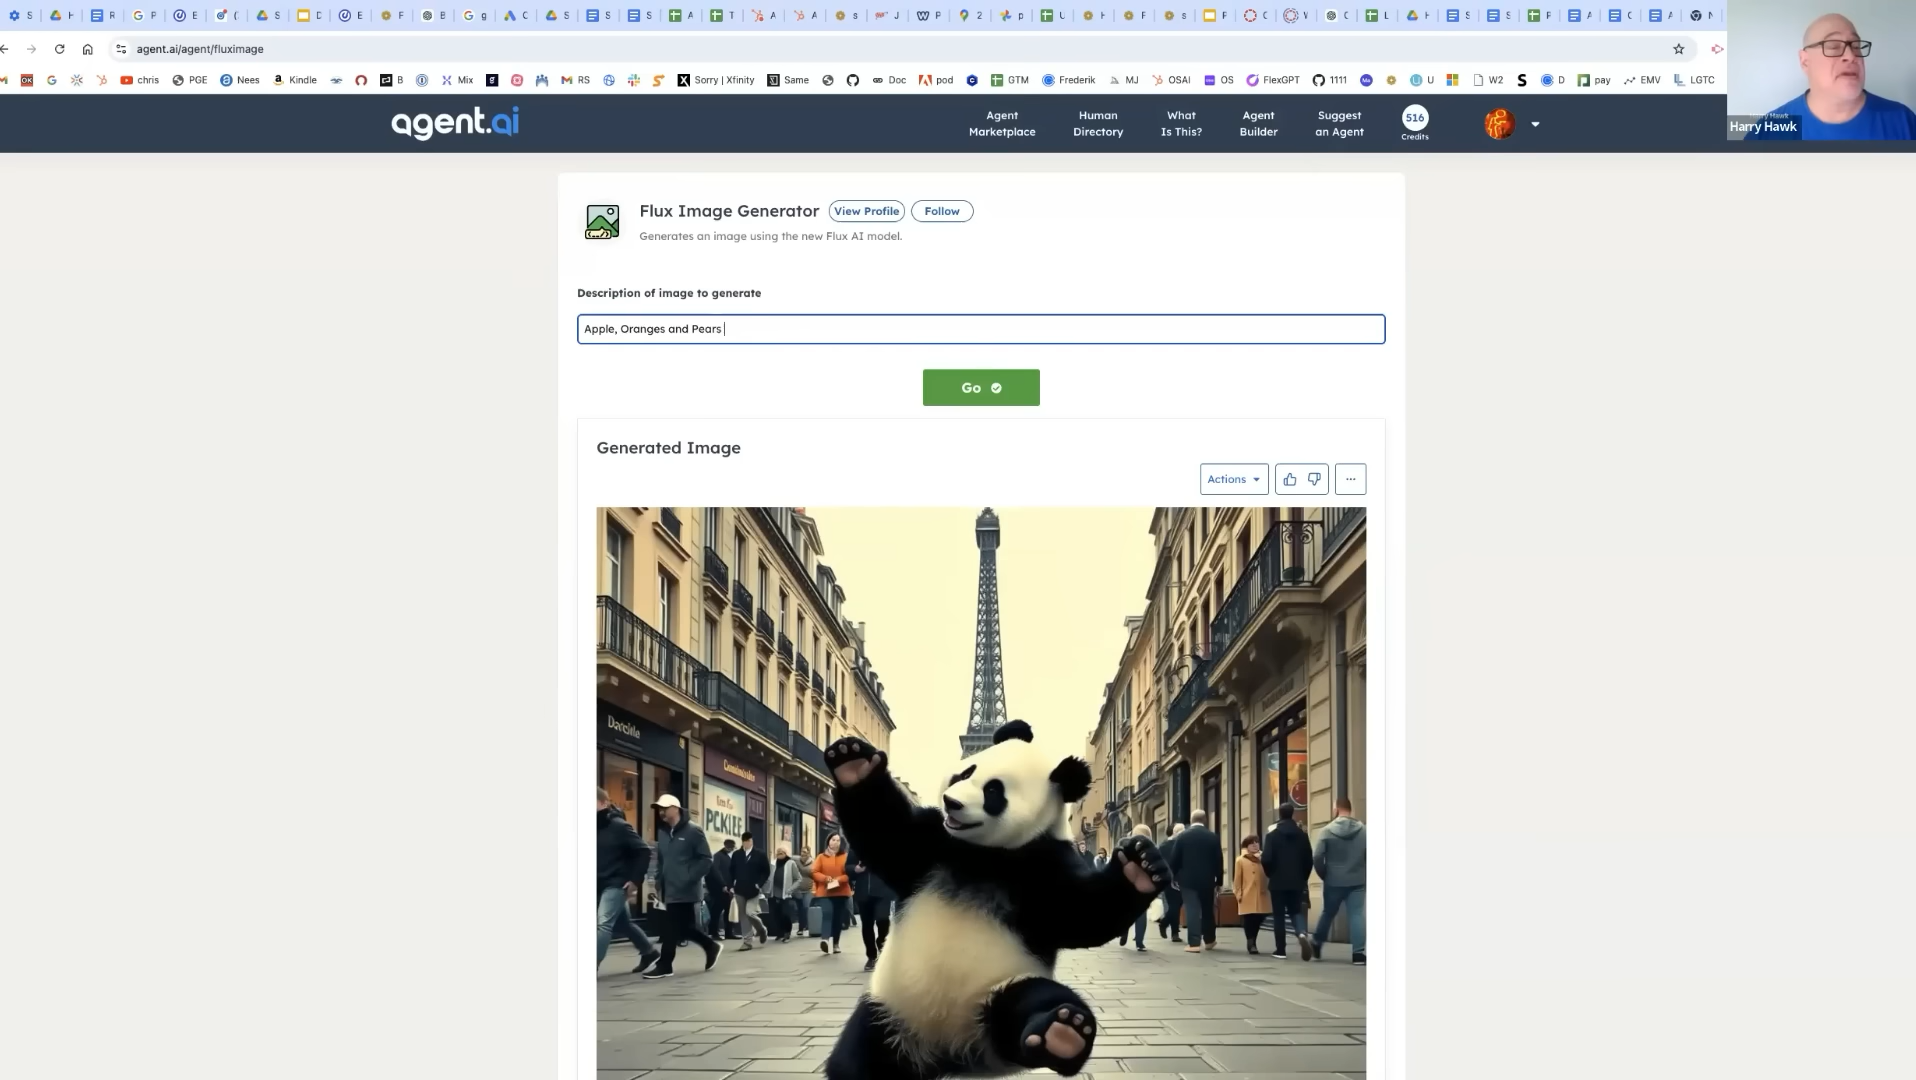 agent.ai/agent/fluximage
chris PGE Nees Kindle B Mix RS Sorry | Xfinity Same Doc pod GTM Frederik MJ OSAI OS FlexGPT 1111 U W2 D pay EMV LGTC
agent.ai
Agent Marketplace
Human Directory
What Is This?
Agent Builder
Suggest an Agent
516
Credits
Harry Hawk
Flux Image Generator
View Profile
Follow
Generates an image using the new Flux AI model.
Description of image to generate
Apple, Oranges and Pears
Go
Generated Image
Actions
...